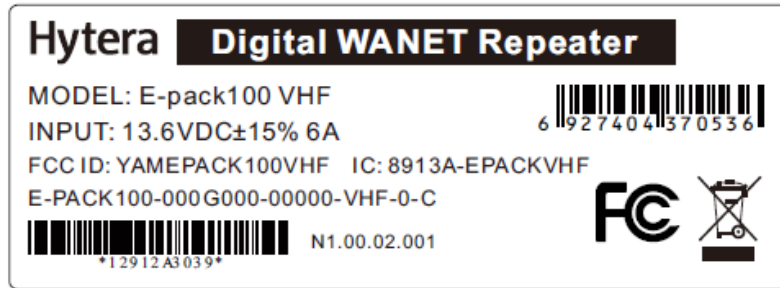 Hytera Digital WANET Repeater
MODEL: E-pack100 VHF
INPUT: 13.6VDC±15% 6A
6 927404 370536
FCC ID: YAMEPACK100VHF IC: 8913A-EPACKVHF
E-PACK100-000G000-00000-VHF-0-C
FC
N1.00.02.001
*12912A3039*